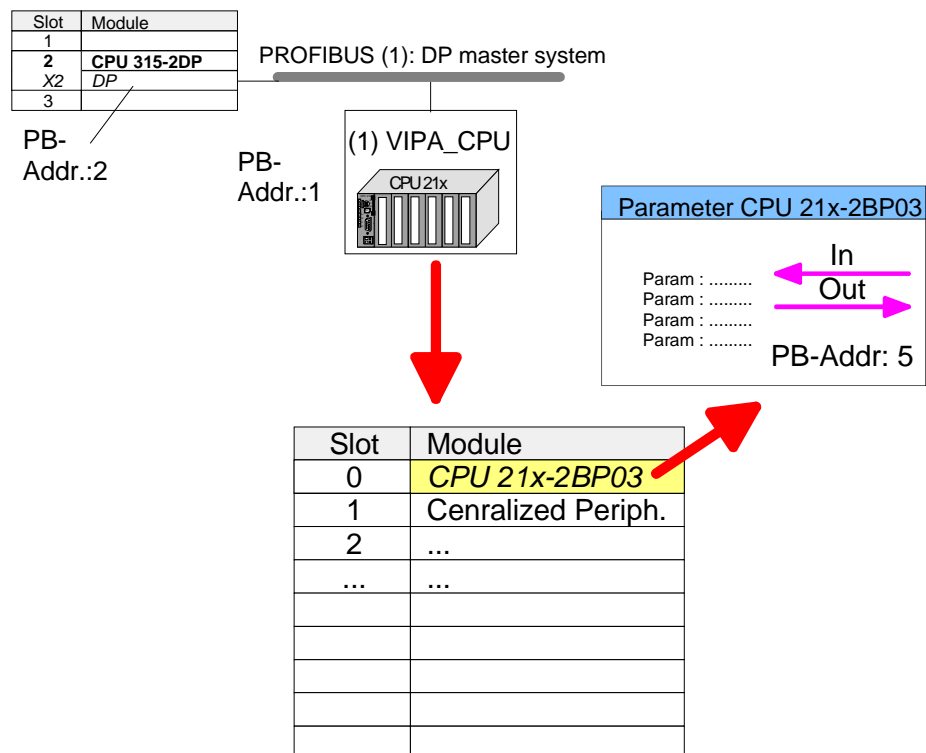 Slot Module
1
2 CPU 315-2DP
X2 DP
3
PROFIBUS (1): DP master system
PB-
Addr.:2
PB-
Addr.:1
(1) VIPA_CPU
CPU 21x
Parameter CPU 21x-2BP03
In
Out
Param : .........
Param : .........
Param : .........
Param : .........
PB-Addr: 5
Slot Module
0 CPU 21x-2BP03
1 Cenralized Periph.
2 ...
... ...